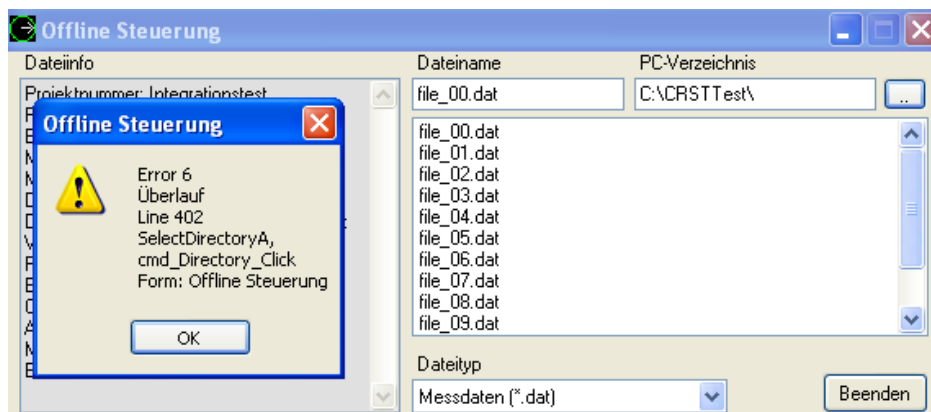 Offline Steuerung
Dateiinfo
Dateiname
PC-Verzeichnis
Projektnummer: Integrationstest
file_00.dat
C:\CRSTTest\
..
Offline Steuerung
Error 6
Überlauf
Line 402
SelectDirectoryA,
cmd_Directory_Click
Form: Offline Steuerung
OK
file_00.dat
file_01.dat
file_02.dat
file_03.dat
file_04.dat
file_05.dat
file_06.dat
file_07.dat
file_08.dat
file_09.dat
Dateityp
Messdaten (*.dat)
Beenden